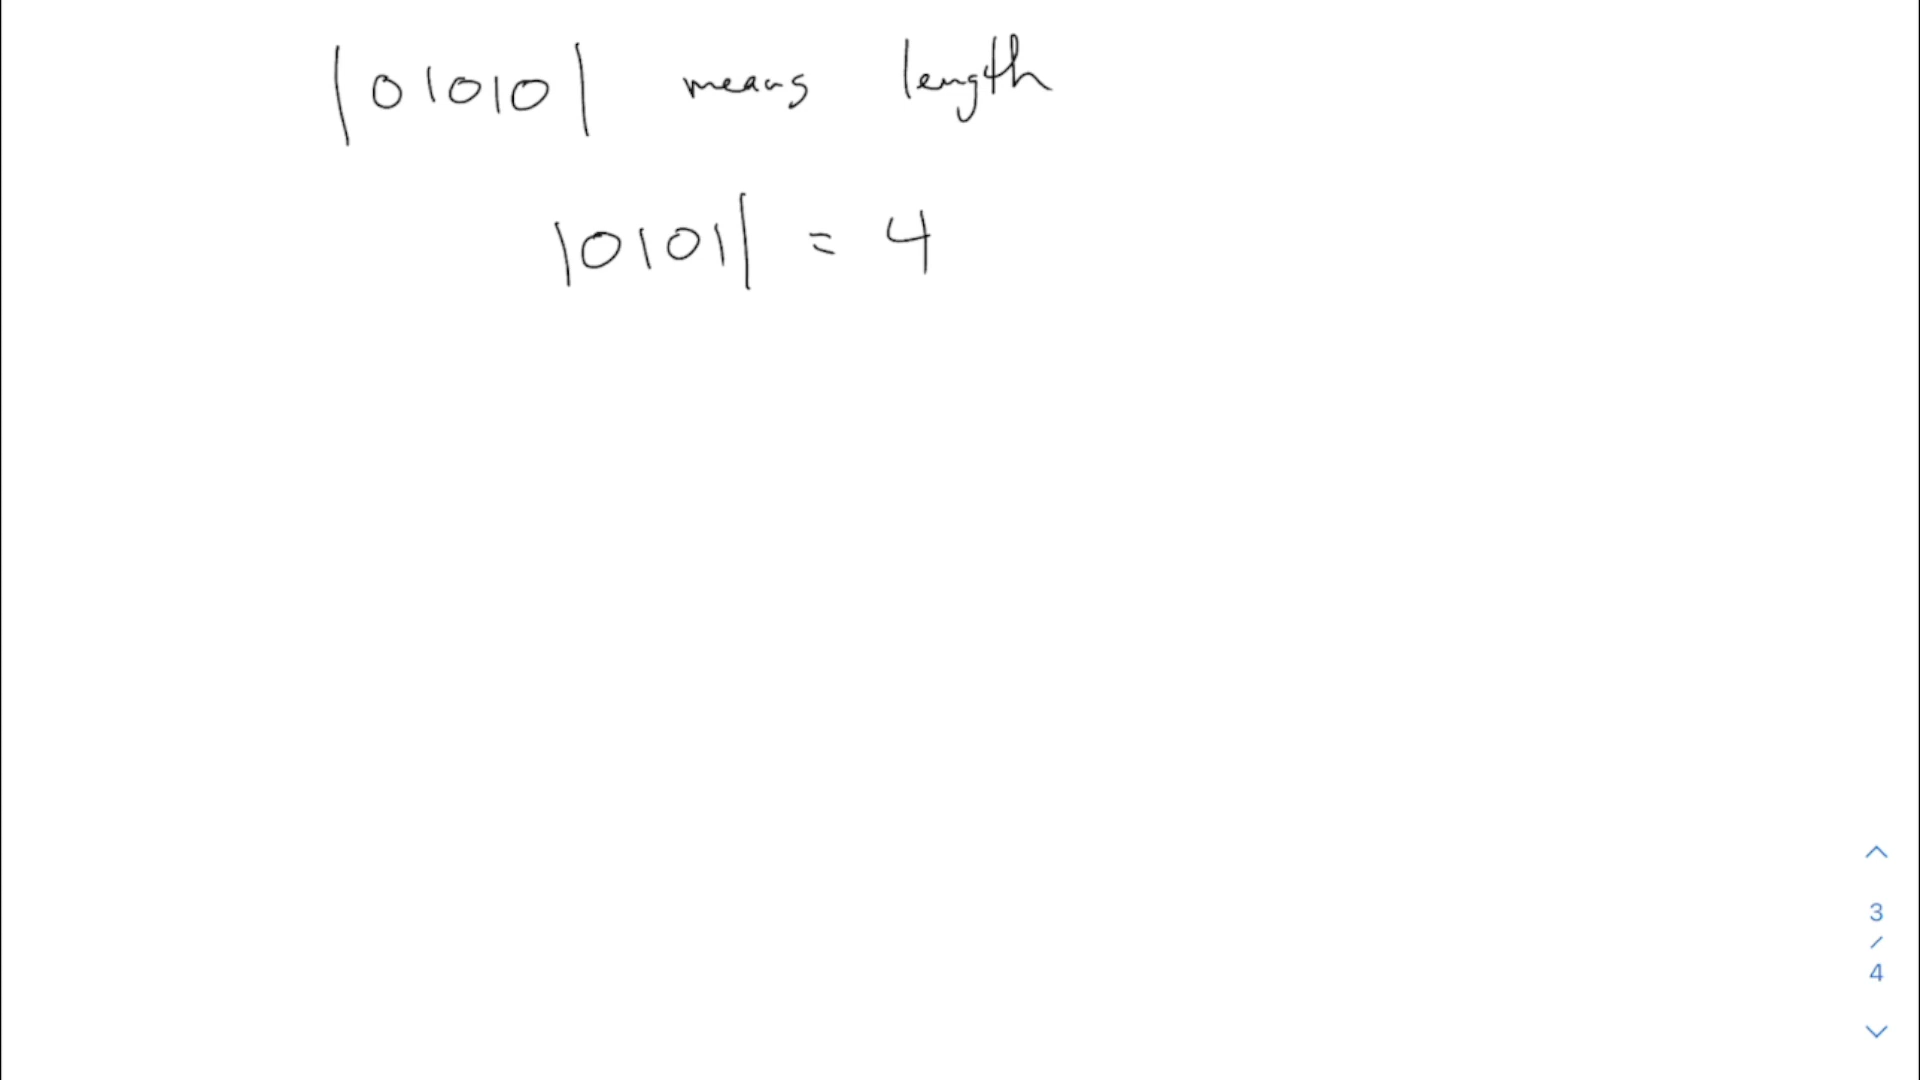 |01010| means length
|0101| = 4
3
/
4